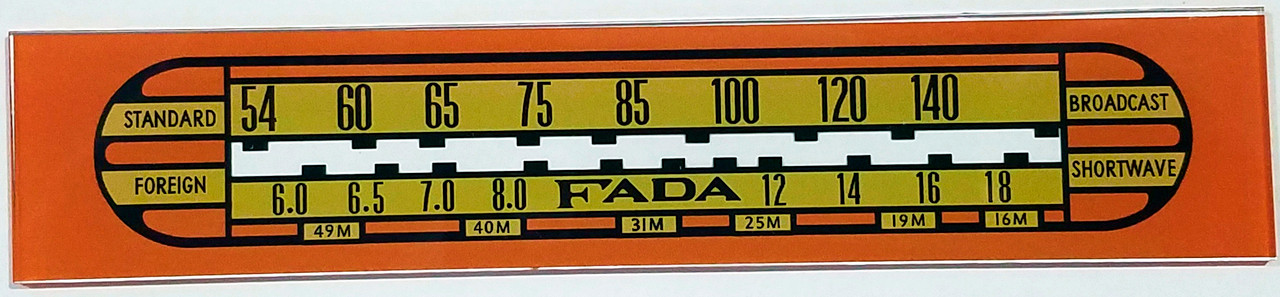 54 60 65 75 85 100 120 140
STANDARD BROADCAST
FOREIGN SHORTWAVE
6.0 6.5 7.0 8.0 FADA 12 14 16 18
49M 40M 31M 25M 19M 16M